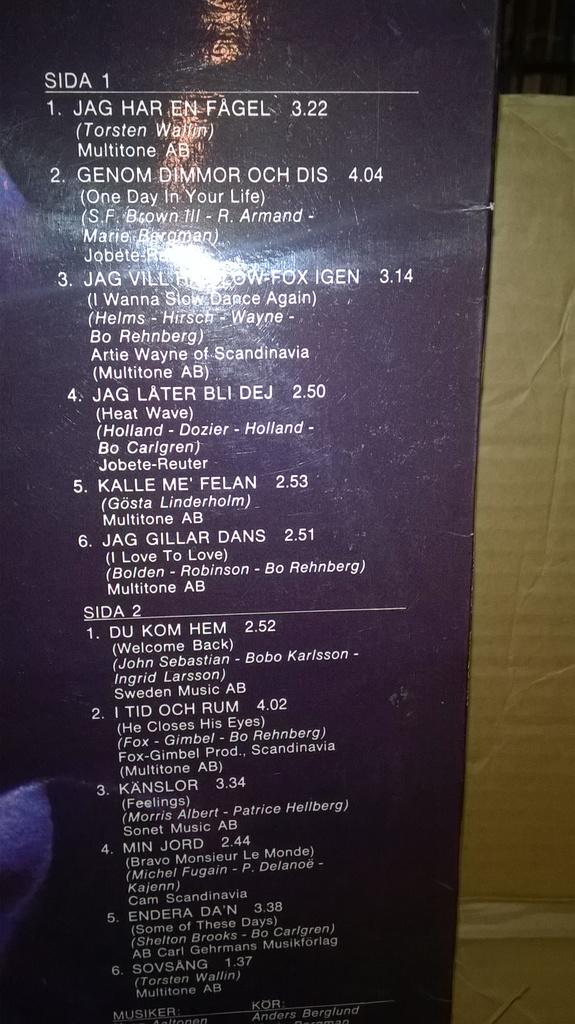 SIDA 1
1. JAG HAR EN FÅGEL 3.22
(Torsten Wallin)
Multitone AB
2. GENOM DIMMOR OCH DIS 4.04
(One Day In Your Life)
(S.F. Brown III - R. Armand -
Marie Bergman)
3. JAG VILL SLOW-FOX IGEN 3.14
(I Wanna Slow Dance Again)
(Helms - Hirsch - Wayne -
Bo Rehnberg)
Artie Wayne of Scandinavia
(Multitone AB)
4. JAG LÅTER BLI DEJ 2.50
(Heat Wave)
(Holland - Dozier - Holland -
Bo Carlgren)
Jobete-Reuter
5. KALLE ME' FELAN 2.53
(Gösta Linderholm)
Multitone AB
6. JAG GILLAR DANS 2.51
(I Love To Love)
(Bolden - Robinson - Bo Rehnberg)
Multitone AB
SIDA 2
1. DU KOM HEM 2.52
(Welcome Back)
(John Sebastian - Bobo Karlsson -
Ingrid Larsson)
Sweden Music AB
2. I TID OCH RUM 4.02
(He Closes His Eyes)
(Fox - Gimbel - Bo Rehnberg)
Fox-Gimbel Prod., Scandinavia
(Multitone AB)
3. KÄNSLOR 3.34
(Feelings)
(Morris Albert - Patrice Hellberg)
Sonet Music AB
4. MIN JORD 2.44
(Bravo Monsieur Le Monde)
(Michel Fugain - P. Delanoë -
Kajenn)
Cam Scandinavia
5. ENDERA DA'N 3.38
(Some of These Days)
(Shelton Brooks - Bo Carlgren)
AB Carl Gehrmans Musikförlag
6. SOVSÅNG 1.37
(Torsten Wallin)
Multitone AB
MUSIKER: KÖR:
Aaltonen Anders Berglund
Bergman